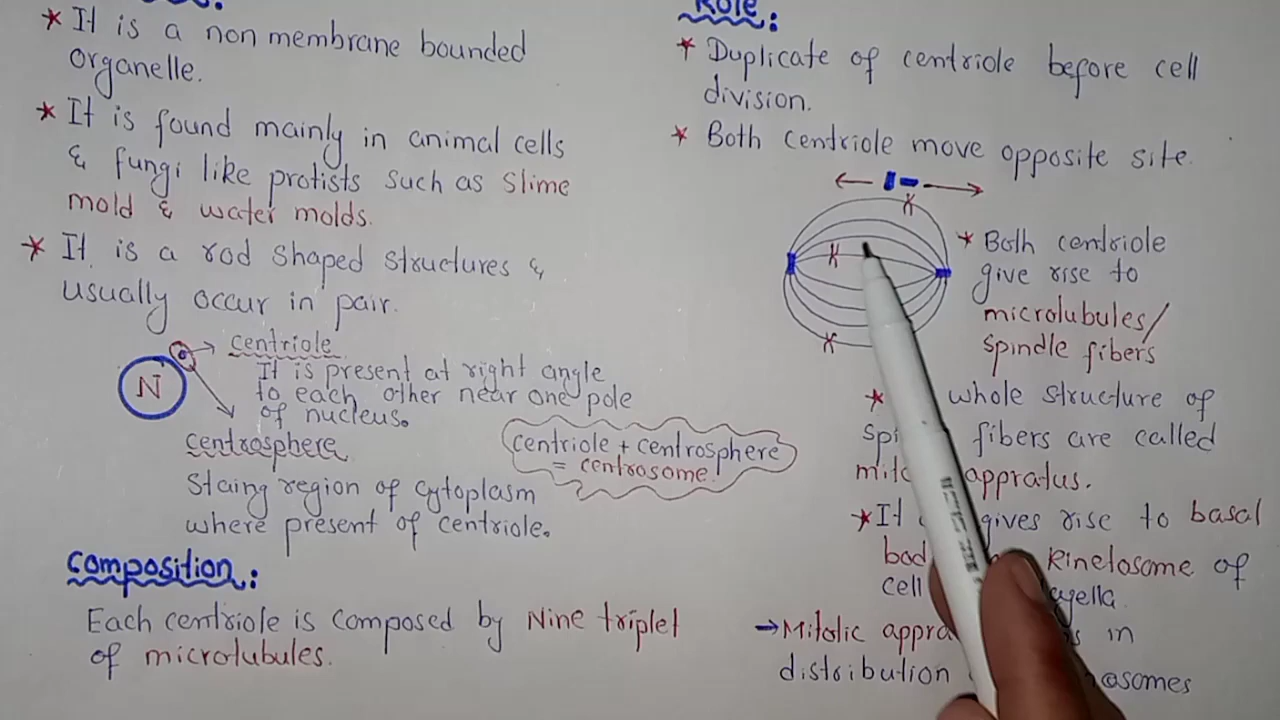 * It is a non membrane bounded
organelle.
* It is found mainly in animal cells
& fungi like protists such as slime
mold & water molds.
* It is a rod shaped structures &
usually occur in pair.
centriole
It is present at right angle
to each other near one pole
of nucleus.
N
centrosphere
Staing region of cytoplasm
where present of centriole.
centriole + centrosphere
= centrosome.
Composition:
Each centriole is composed by Nine triplet
of microtubules.
Role:
* Duplicate of centriole before cell
division.
* Both centriole move opposite site.
* Both centriole
give rise to
microtubules/
spindle fibers
* whole structure of
fibers are called
appratus.
* It gives rise to basal
Kinetosome of
cell
→ Mitotic in
distribution